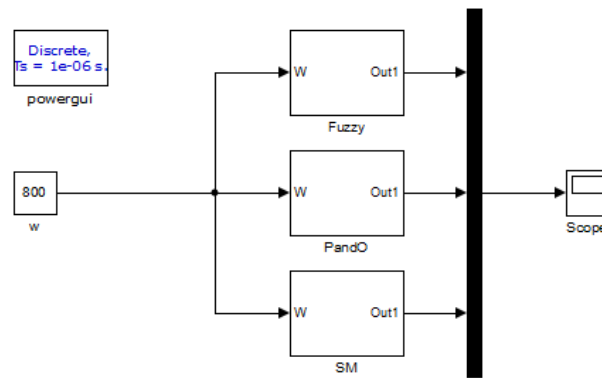 Discrete,
Ts = 1e-06 s.
powergui
800
w
W
Out1
Fuzzy
W
Out1
PandO
W
Out1
SM
Scope